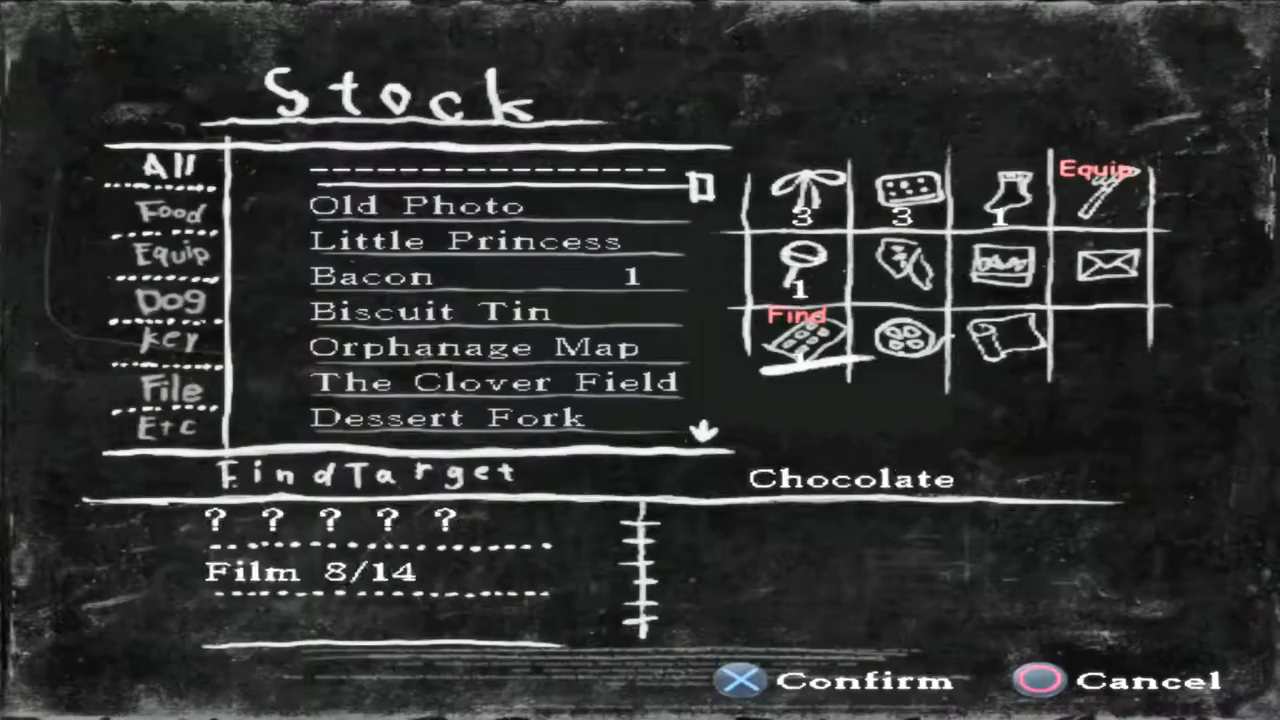 Stock
All
Food
Equip
Dog
Key
File
Etc
----------------
Old Photo
Little Princess
Bacon 1
Biscuit Tin
Orphanage Map
The Clover Field
Dessert Fork
3 3 1 Equip
1
Find
1
FindTarget
Chocolate
? ? ? ? ?
Film 8/14
Confirm Cancel